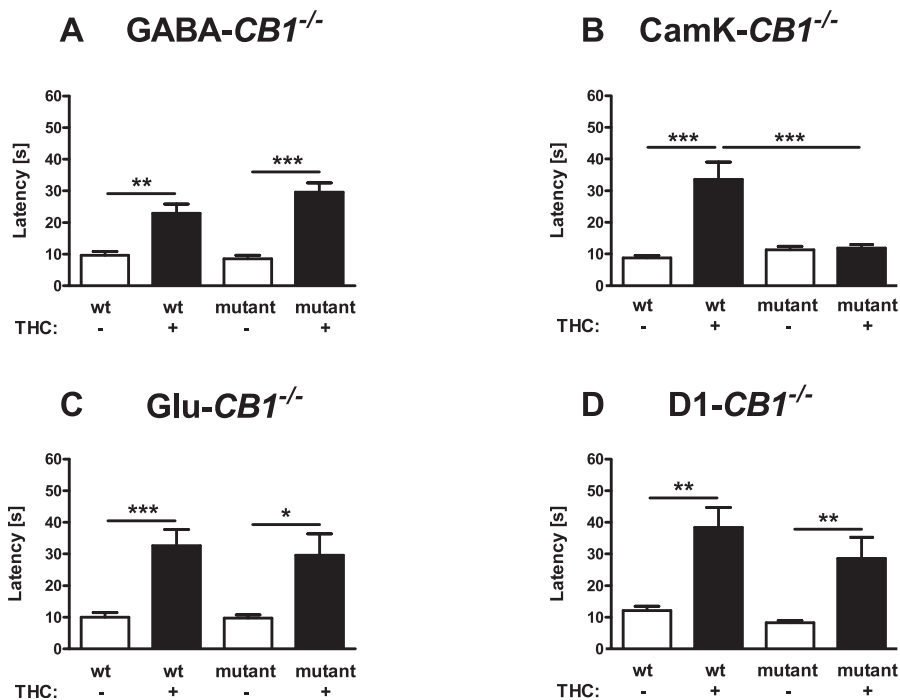 A GABA-CB1-/-
Latency [s]
60
50
40
30
20
10
0
** ***
wt wt mutant mutant
THC: - + - +
B CamK-CB1-/-
Latency [s]
60
50
40
30
20
10
0
*** ***
wt wt mutant mutant
THC: - + - +
C Glu-CB1-/-
Latency [s]
60
50
40
30
20
10
0
*** *
wt wt mutant mutant
THC: - + - +
D D1-CB1-/-
Latency [s]
60
50
40
30
20
10
0
** **
wt wt mutant mutant
THC: - + - +